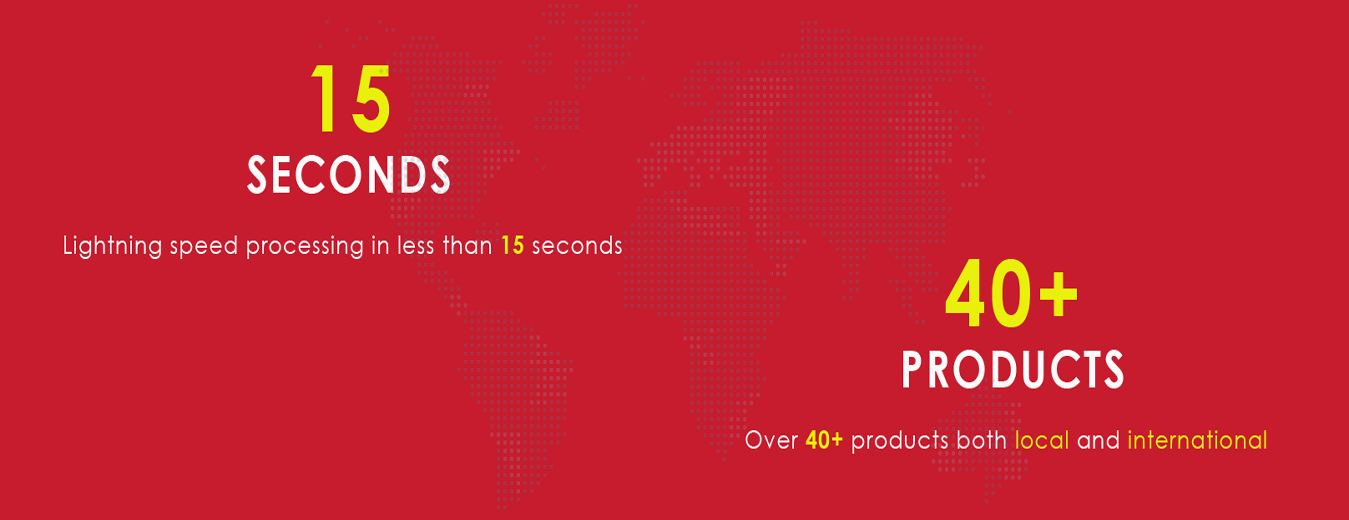 15
SECONDS
Lightning speed processing in less than 15 seconds
40+
PRODUCTS
Over 40+ products both local and international